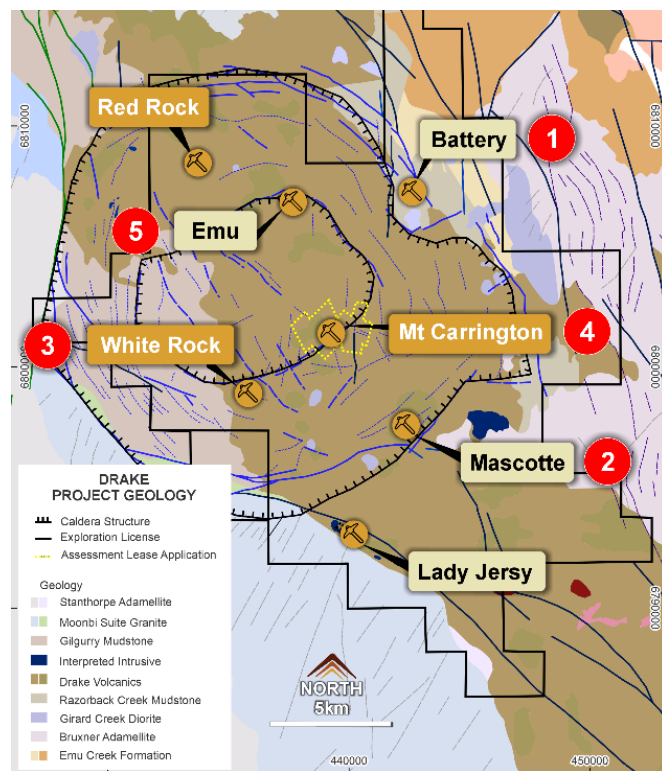 Red Rock
Battery
1
6810000
6810000
Emu
5
3
White Rock
Mt Carrington
4
6800000
6800000
Mascotte
2
DRAKE
PROJECT GEOLOGY
Caldera Structure
Exploration License
Assessment Lease Application
Geology
Stanthorpe Adamellite
Moonbi Suite Granite
Gilgurry Mudstone
Interpreted Intrusive
Drake Volcanics
Razorback Creek Mudstone
Girard Creek Diorite
Bruxner Adamellite
Emu Creek Formation
Lady Jersy
6790000
NORTH
5km
440000
450000